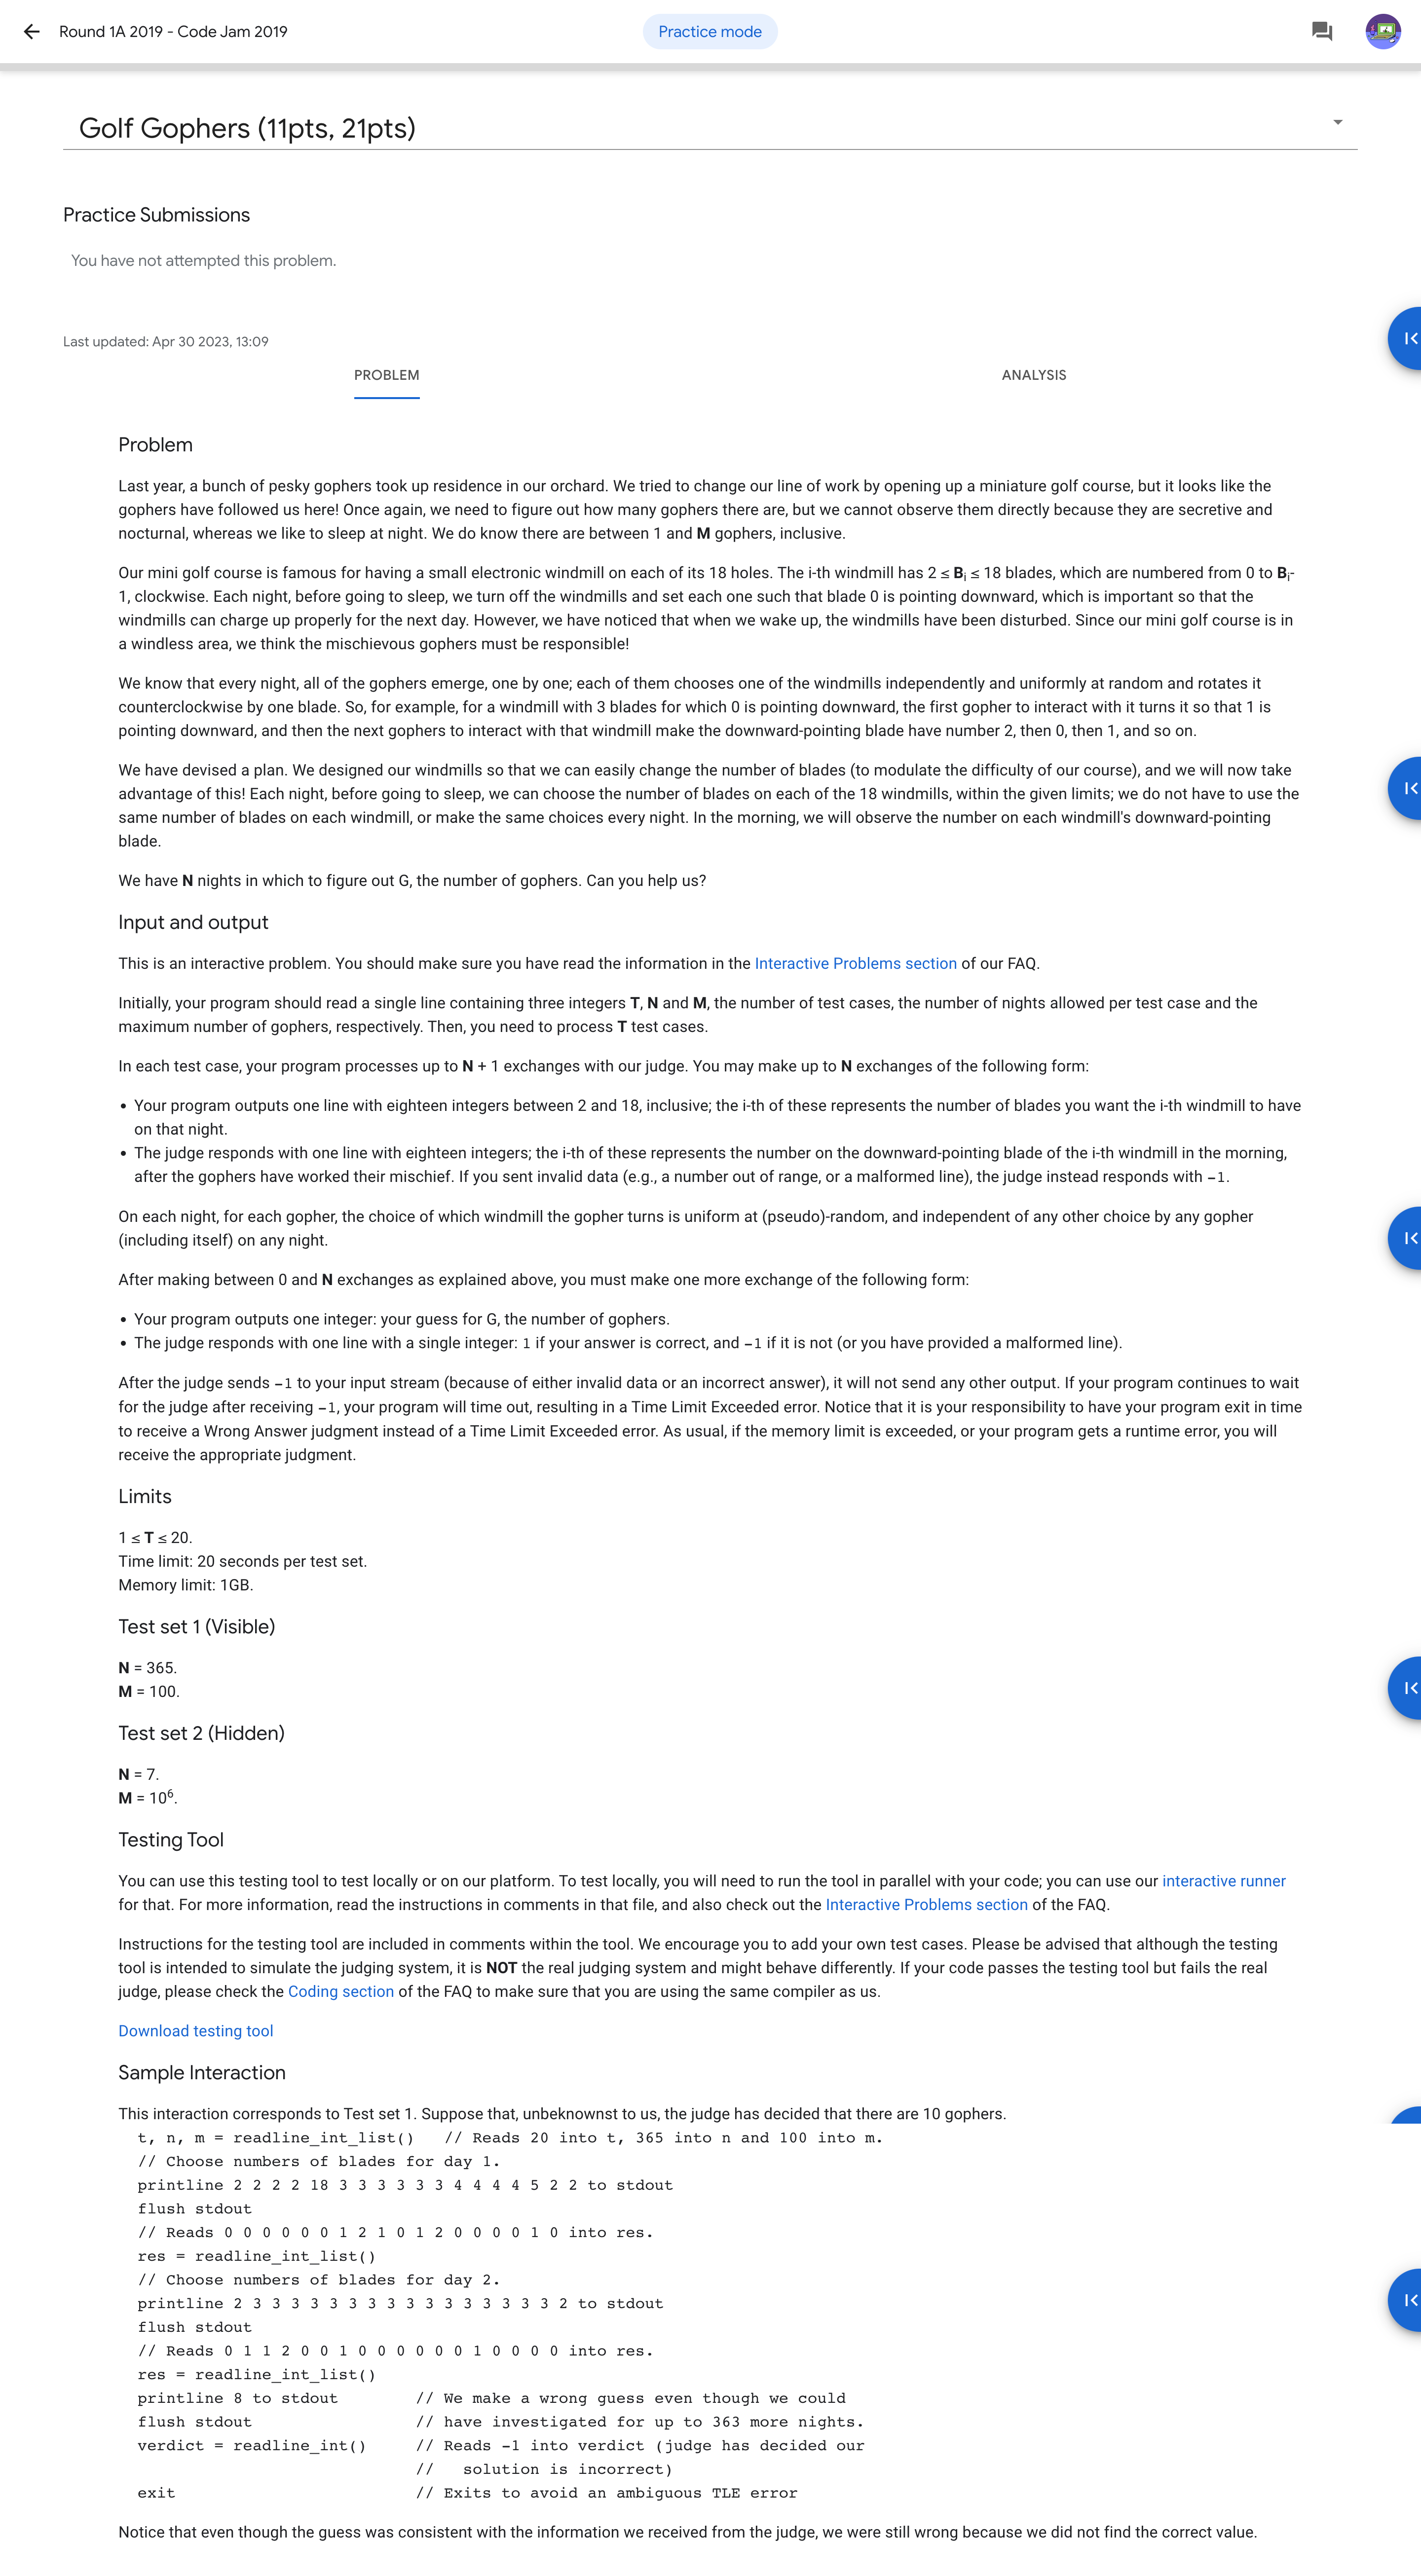 Round 1A 2019 - Code Jam 2019
Practice mode
Golf Gophers (11pts, 21pts)
Practice Submissions
You have not attempted this problem.
Last updated: Apr 30 2023, 13:09
PROBLEM
ANALYSIS
Problem
Last year, a bunch of pesky gophers took up residence in our orchard. We tried to change our line of work by opening up a miniature golf course, but it looks like the
gophers have followed us here! Once again, we need to figure out how many gophers there are, but we cannot observe them directly because they are secretive and
nocturnal, whereas we like to sleep at night. We do know there are between 1 and M gophers, inclusive.
Our mini golf course is famous for having a small electronic windmill on each of its 18 holes. The i-th windmill has 2 ≤ Bi ≤ 18 blades, which are numbered from 0 to Bi-
1, clockwise. Each night, before going to sleep, we turn off the windmills and set each one such that blade 0 is pointing downward, which is important so that the
windmills can charge up properly for the next day. However, we have noticed that when we wake up, the windmills have been disturbed. Since our mini golf course is in
a windless area, we think the mischievous gophers must be responsible!
We know that every night, all of the gophers emerge, one by one; each of them chooses one of the windmills independently and uniformly at random and rotates it
counterclockwise by one blade. So, for example, for a windmill with 3 blades for which 0 is pointing downward, the first gopher to interact with it turns it so that 1 is
pointing downward, and then the next gophers to interact with that windmill make the downward-pointing blade have number 2, then 0, then 1, and so on.
We have devised a plan. We designed our windmills so that we can easily change the number of blades (to modulate the difficulty of our course), and we will now take
advantage of this! Each night, before going to sleep, we can choose the number of blades on each of the 18 windmills, within the given limits; we do not have to use the
same number of blades on each windmill, or make the same choices every night. In the morning, we will observe the number on each windmill's downward-pointing
blade.
We have N nights in which to figure out G, the number of gophers. Can you help us?
Input and output
This is an interactive problem. You should make sure you have read the information in the Interactive Problems section of our FAQ.
Initially, your program should read a single line containing three integers T, N and M, the number of test cases, the number of nights allowed per test case and the
maximum number of gophers, respectively. Then, you need to process T test cases.
In each test case, your program processes up to N + 1 exchanges with our judge. You may make up to N exchanges of the following form:
• Your program outputs one line with eighteen integers between 2 and 18, inclusive; the i-th of these represents the number of blades you want the i-th windmill to have
on that night.
• The judge responds with one line with eighteen integers; the i-th of these represents the number on the downward-pointing blade of the i-th windmill in the morning,
after the gophers have worked their mischief. If you sent invalid data (e.g., a number out of range, or a malformed line), the judge instead responds with -1.
On each night, for each gopher, the choice of which windmill the gopher turns is uniform at (pseudo)-random, and independent of any other choice by any gopher
(including itself) on any night.
After making between 0 and N exchanges as explained above, you must make one more exchange of the following form:
• Your program outputs one integer: your guess for G, the number of gophers.
• The judge responds with one line with a single integer: 1 if your answer is correct, and -1 if it is not (or you have provided a malformed line).
After the judge sends -1 to your input stream (because of either invalid data or an incorrect answer), it will not send any other output. If your program continues to wait
for the judge after receiving -1, your program will time out, resulting in a Time Limit Exceeded error. Notice that it is your responsibility to have your program exit in time
to receive a Wrong Answer judgment instead of a Time Limit Exceeded error. As usual, if the memory limit is exceeded, or your program gets a runtime error, you will
receive the appropriate judgment.
Limits
1 ≤ T ≤ 20.
Time limit: 20 seconds per test set.
Memory limit: 1GB.
Test set 1 (Visible)
N = 365.
M = 100.
Test set 2 (Hidden)
N = 7.
M = 10⁶.
Testing Tool
You can use this testing tool to test locally or on our platform. To test locally, you will need to run the tool in parallel with your code; you can use our interactive runner
for that. For more information, read the instructions in comments in that file, and also check out the Interactive Problems section of the FAQ.
Instructions for the testing tool are included in comments within the tool. We encourage you to add your own test cases. Please be advised that although the testing
tool is intended to simulate the judging system, it is NOT the real judging system and might behave differently. If your code passes the testing tool but fails the real
judge, please check the Coding section of the FAQ to make sure that you are using the same compiler as us.
Download testing tool
Sample Interaction
This interaction corresponds to Test set 1. Suppose that, unbeknownst to us, the judge has decided that there are 10 gophers.
t, n, m = readline_int_list()   // Reads 20 into t, 365 into n and 100 into m.
// Choose numbers of blades for day 1.
printline 2 2 2 2 18 3 3 3 3 3 3 4 4 4 4 5 2 2 to stdout
flush stdout
// Reads 0 0 0 0 0 0 1 2 1 0 1 2 0 0 0 0 1 0 into res.
res = readline_int_list()
// Choose numbers of blades for day 2.
printline 2 3 3 3 3 3 3 3 3 3 3 3 3 3 3 3 3 2 to stdout
flush stdout
// Reads 0 1 1 2 0 0 1 0 0 0 0 0 0 1 0 0 0 0 into res.
res = readline_int_list()
printline 8 to stdout        // We make a wrong guess even though we could
flush stdout                 // have investigated for up to 363 more nights.
verdict = readline_int()     // Reads -1 into verdict (judge has decided our
//   solution is incorrect)
exit                         // Exits to avoid an ambiguous TLE error
Notice that even though the guess was consistent with the information we received from the judge, we were still wrong because we did not find the correct value.